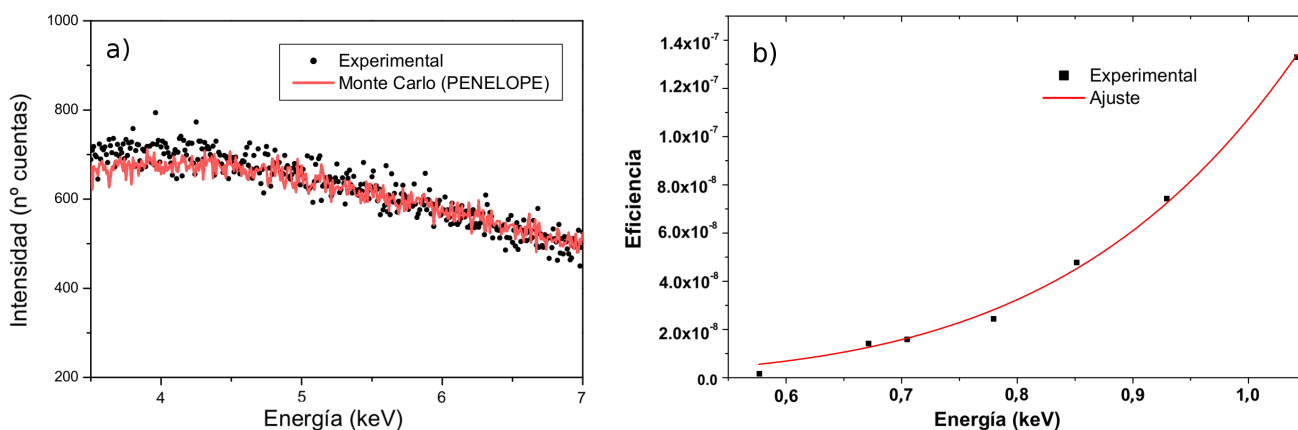 a)
1000
800
600
400
200
Intensidad (nº cuentas)
Experimental
Monte Carlo (PENELOPE)
4
5
6
7
Energía (keV)
b)
1.4x10⁻⁷
1.2x10⁻⁷
1.0x10⁻⁷
8.0x10⁻⁸
6.0x10⁻⁸
4.0x10⁻⁸
2.0x10⁻⁸
0.0
Eficiencia
Experimental
Ajuste
0,6
0,7
0,8
0,9
1,0
Energía (keV)